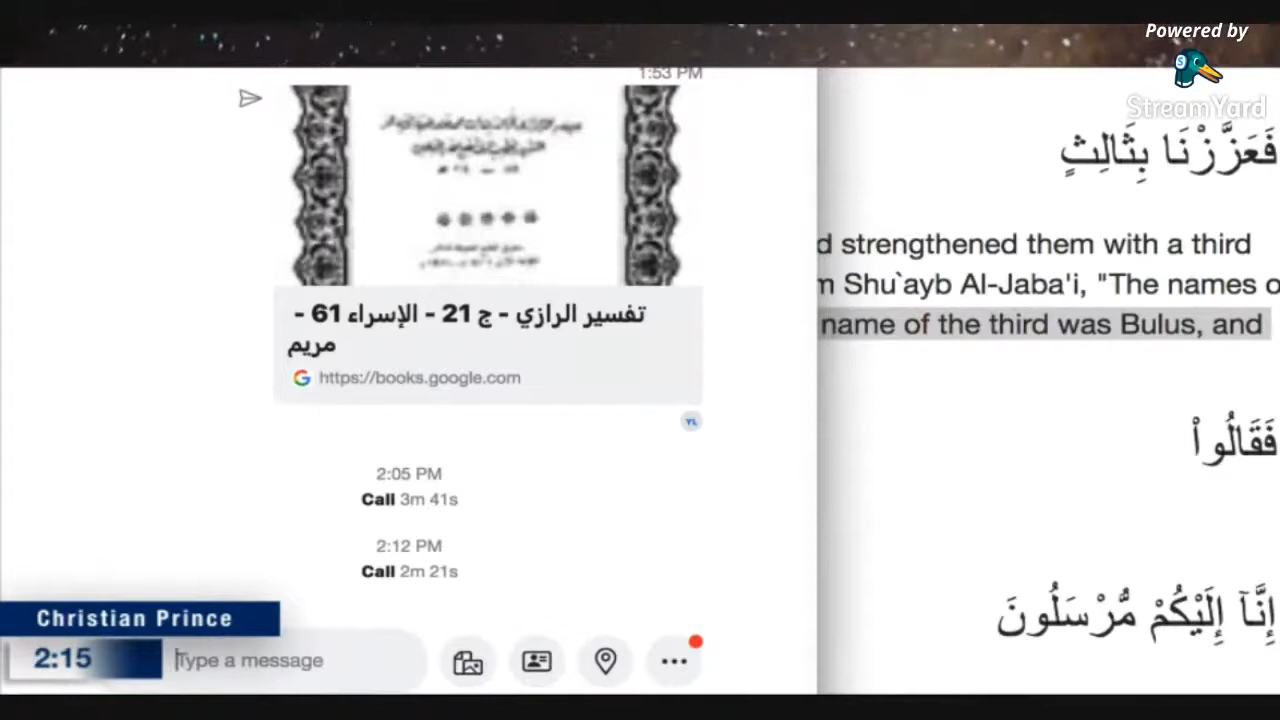 Powered by
StreamYard
1:53 PM
تفسير الرازي - ج 21 - الإسراء 61 -
مريم
https://books.google.com
YL
2:05 PM
Call 3m 41s
2:12 PM
Call 2m 21s
Type a message
Christian Prince
2:15
فَعَزَّزْنَا بِثَالِثٍ
d strengthened them with a third
m Shu`ayb Al-Jaba'i, "The names o
name of the third was Bulus, and
فَقَالُواْ
إِنَّآ إِلَيْكُمْ مُّرْسَلُونَ